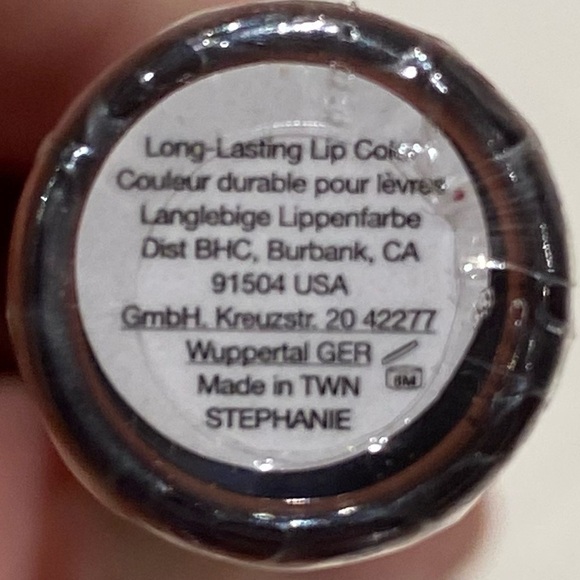 Long-Lasting Lip Color
Couleur durable pour lèvres
Langlebige Lippenfarbe
Dist BHC, Burbank, CA
91504 USA
GmbH. Kreuzstr. 20 42277
Wuppertal GER
Made in TWN
STEPHANIE